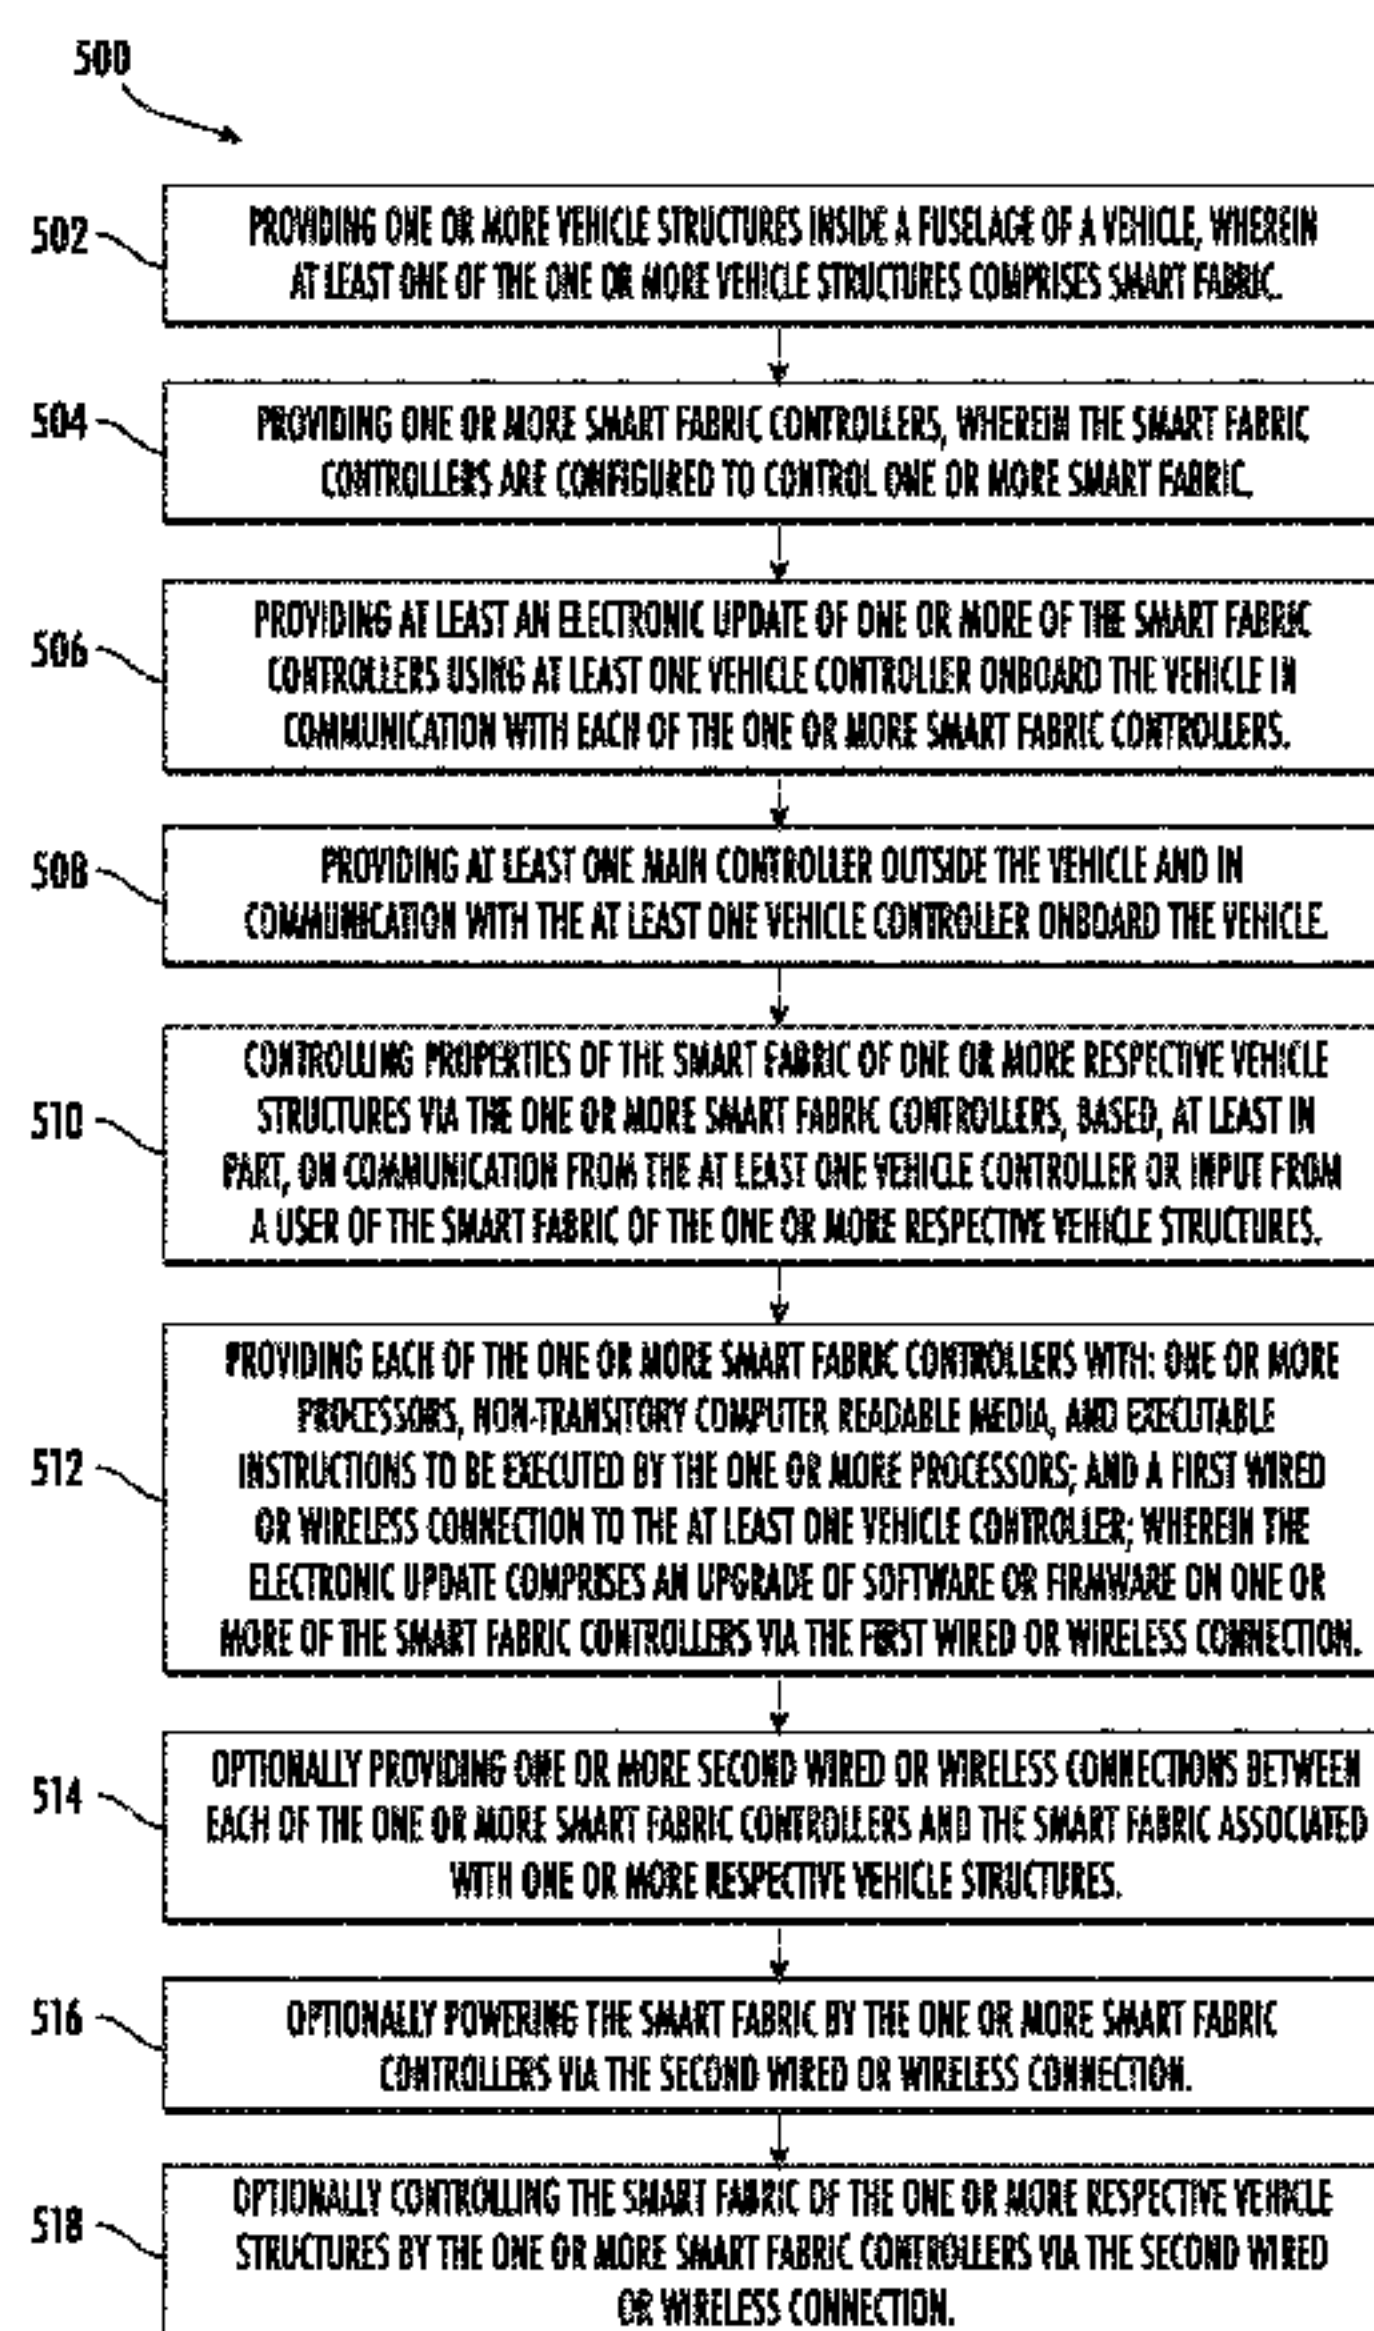 500
502
PROVIDING ONE OR MORE VEHICLE STRUCTURES INSIDE A FUSELAGE OF A VEHICLE, WHEREIN
AT LEAST ONE OF THE ONE OR MORE VEHICLE STRUCTURES COMPRISES SMART FABRIC.
504
PROVIDING ONE OR MORE SMART FABRIC CONTROLLERS, WHEREIN THE SMART FABRIC
CONTROLLERS ARE CONFIGURED TO CONTROL ONE OR MORE SMART FABRIC.
506
PROVIDING AT LEAST AN ELECTRONIC UPDATE OF ONE OR MORE OF THE SMART FABRIC
CONTROLLERS USING AT LEAST ONE VEHICLE CONTROLLER ONBOARD THE VEHICLE IN
COMMUNICATION WITH EACH OF THE ONE OR MORE SMART FABRIC CONTROLLERS.
508
PROVIDING AT LEAST ONE MAIN CONTROLLER OUTSIDE THE VEHICLE AND IN
COMMUNICATION WITH THE AT LEAST ONE VEHICLE CONTROLLER ONBOARD THE VEHICLE.
510
CONTROLLING PROPERTIES OF THE SMART FABRIC OF ONE OR MORE RESPECTIVE VEHICLE
STRUCTURES VIA THE ONE OR MORE SMART FABRIC CONTROLLERS, BASED, AT LEAST IN
PART, ON COMMUNICATION FROM THE AT LEAST ONE VEHICLE CONTROLLER OR INPUT FROM
A USER OF THE SMART FABRIC OF THE ONE OR MORE RESPECTIVE VEHICLE STRUCTURES.
512
PROVIDING EACH OF THE ONE OR MORE SMART FABRIC CONTROLLERS WITH: ONE OR MORE
PROCESSORS, NON-TRANSITORY COMPUTER READABLE MEDIA, AND EXECUTABLE
INSTRUCTIONS TO BE EXECUTED BY THE ONE OR MORE PROCESSORS; AND A FIRST WIRED
OR WIRELESS CONNECTION TO THE AT LEAST ONE VEHICLE CONTROLLER; WHEREIN THE
ELECTRONIC UPDATE COMPRISES AN UPGRADE OF SOFTWARE OR FIRMWARE ON ONE OR
MORE OF THE SMART FABRIC CONTROLLERS VIA THE FIRST WIRED OR WIRELESS CONNECTION.
514
OPTIONALLY PROVIDING ONE OR MORE SECOND WIRED OR WIRELESS CONNECTIONS BETWEEN
EACH OF THE ONE OR MORE SMART FABRIC CONTROLLERS AND THE SMART FABRIC ASSOCIATED
WITH ONE OR MORE RESPECTIVE VEHICLE STRUCTURES.
516
OPTIONALLY POWERING THE SMART FABRIC BY THE ONE OR MORE SMART FABRIC
CONTROLLERS VIA THE SECOND WIRED OR WIRELESS CONNECTION.
518
OPTIONALLY CONTROLLING THE SMART FABRIC OF THE ONE OR MORE RESPECTIVE VEHICLE
STRUCTURES BY THE ONE OR MORE SMART FABRIC CONTROLLERS VIA THE SECOND WIRED
OR WIRELESS CONNECTION.